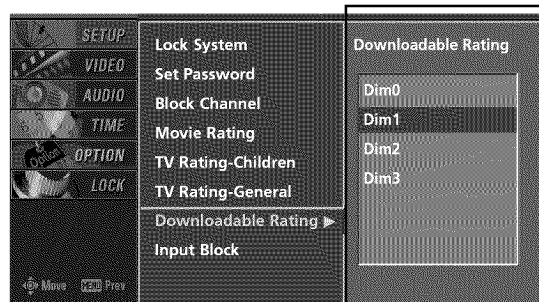 SETUP
VIDEO
AUDIO
TIME
OPTION
LOCK
Move MENU Prev
Lock System
Set Password
Block Channel
Movie Rating
TV Rating-Children
TV Rating-General
Downloadable Rating
Input Block
Downloadable Rating
Dim0
Dim1
Dim2
Dim3